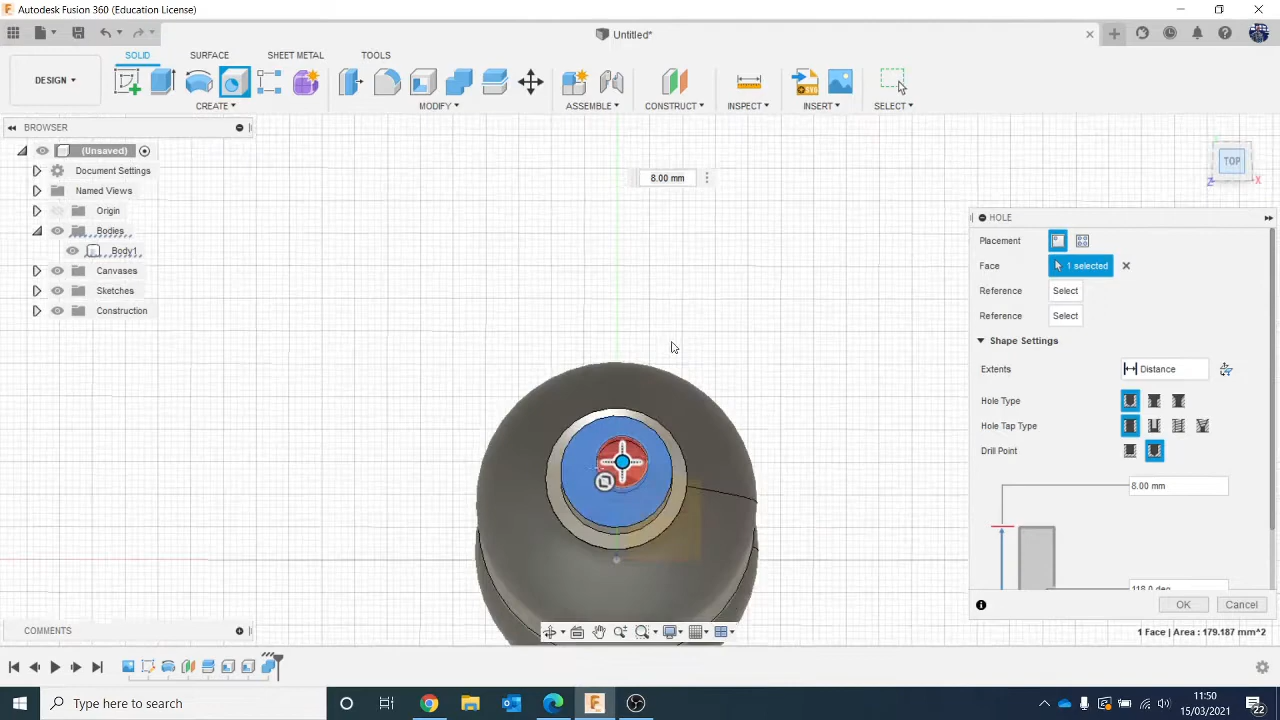 Autodesk Fusion 360 (Education License)
Untitled*
DESIGN
SOLID
SURFACE
SHEET METAL
TOOLS
CREATE
MODIFY
ASSEMBLE
CONSTRUCT
INSPECT
INSERT
SELECT
BROWSER
(Unsaved)
Document Settings
Named Views
Origin
Bodies
Body1
Canvases
Sketches
Construction
8.00 mm
TOP
Z
X
HOLE
Placement
Face
1 selected
Reference
Select
Reference
Select
Shape Settings
Extents
Distance
Hole Type
Hole Tap Type
Drill Point
8.00 mm
118.0 deg
OK
Cancel
1 Face | Area : 179.187 mm^2
COMMENTS
Type here to search
11:50
15/03/2021
22